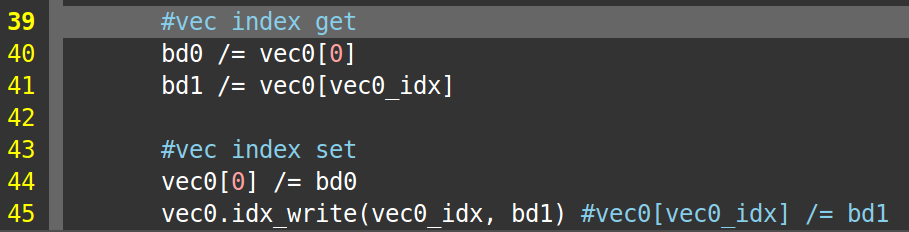 39 #vec index get
40 bd0 /= vec0[0]
41 bd1 /= vec0[vec0_idx]
42
43 #vec index set
44 vec0[0] /= bd0
45 vec0.idx_write(vec0_idx, bd1) #vec0[vec0_idx] /= bd1